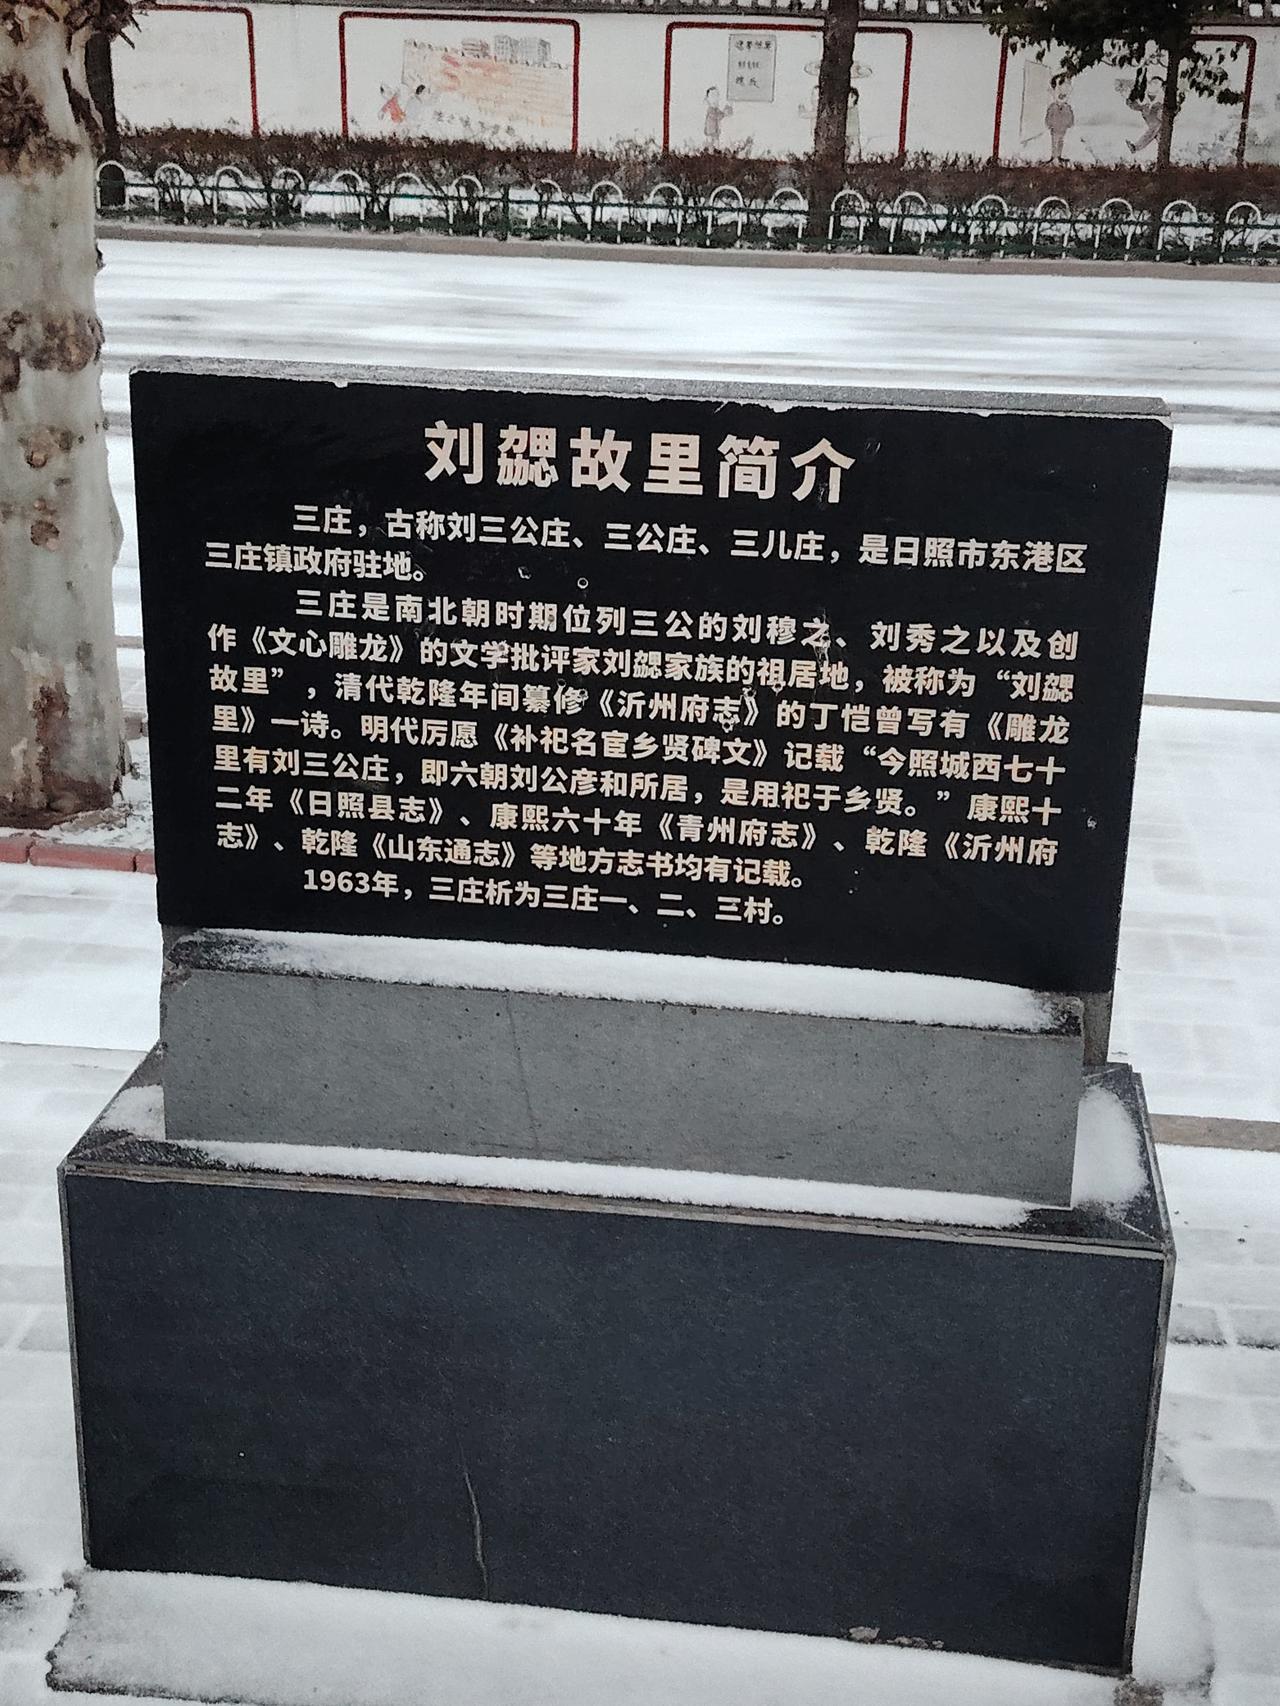 刘勰故里简介
三庄，古称刘三公庄、三公庄、三儿庄，是日照市东港区
三庄镇政府驻地。
三庄是南北朝时期位列三公的刘穆之、刘秀之以及创
作《文心雕龙》的文学批评家刘勰家族的祖居地，被称为“刘勰
故里”，清代乾隆年间纂修《沂州府志》的丁恺曾写有《雕龙
里》一诗。明代厉愿《补祀名宦乡贤碑文》记载“今照城西七十
里有刘三公庄，即六朝刘公彦和所居，是用祀于乡贤。”康熙十
二年《日照县志》、康熙六十年《青州府志》、乾隆《沂州府
志》、乾隆《山东通志》等地方志书均有记载。
1963年，三庄析为三庄一、二、三村。